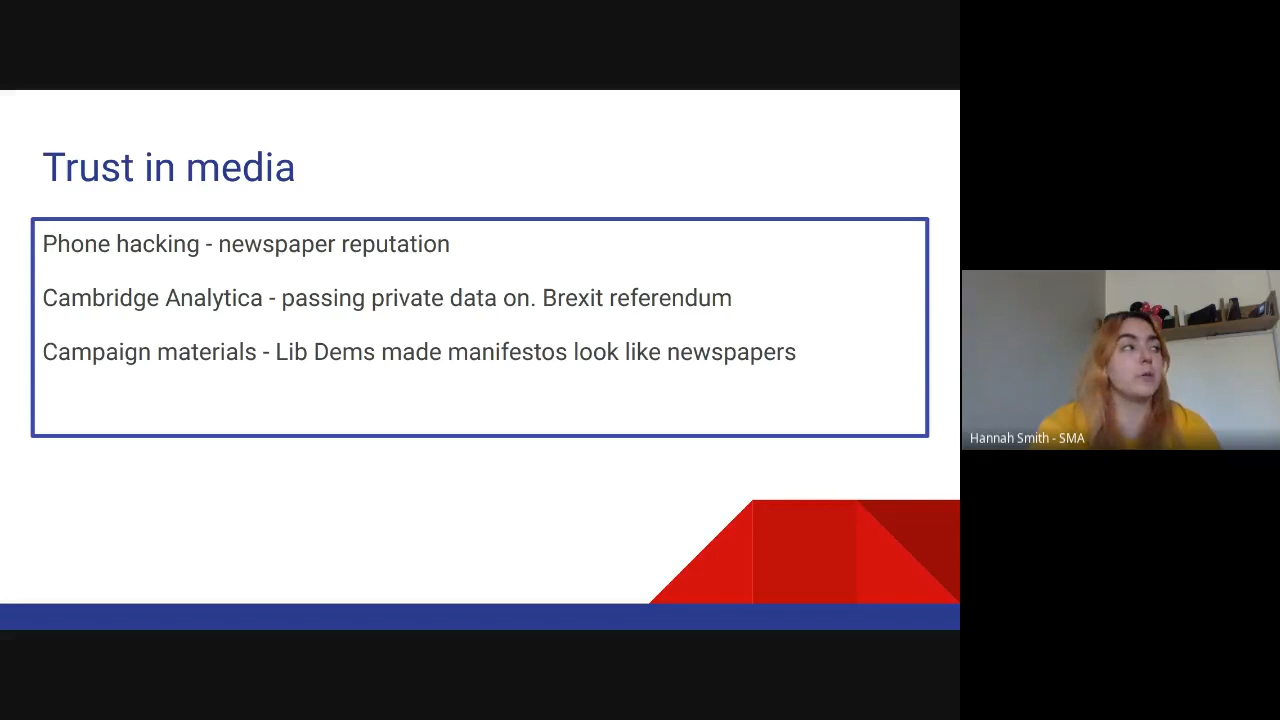 Trust in media
Phone hacking - newspaper reputation
Cambridge Analytica - passing private data on. Brexit referendum
Campaign materials - Lib Dems made manifestos look like newspapers
Hannah Smith - SMA